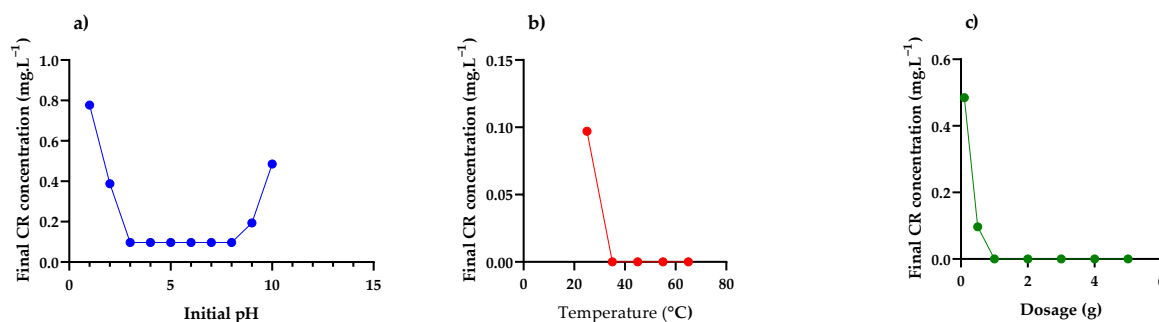 a)
Final CR concentration (mg.L⁻¹)
1.0
0.8
0.6
0.4
0.2
0.0
0
5
10
15
Initial pH
b)
Final CR concentration (mg.L⁻¹)
0.15
0.10
0.05
0.00
0
20
40
60
80
Temperature (°C)
c)
Final CR concentration (mg.L⁻¹)
0.6
0.4
0.2
0.0
0
2
4
Dosage (g)